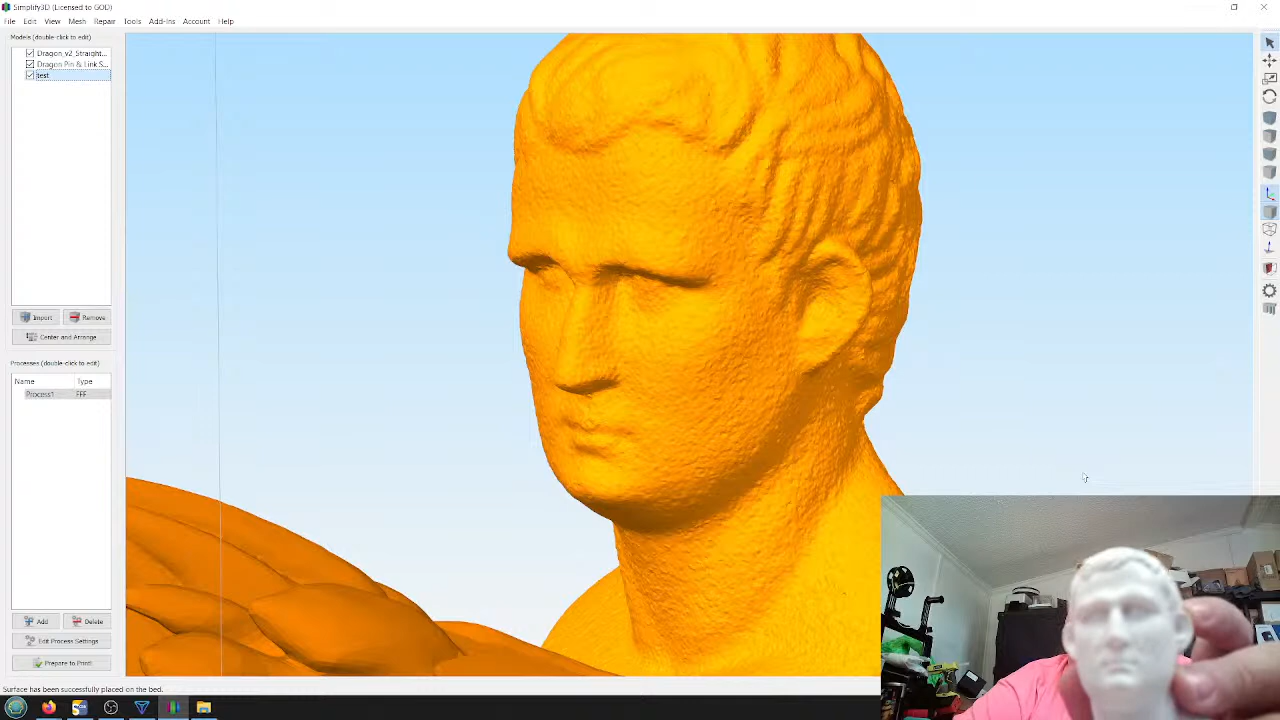 Simplify3D (Licensed to GOD)
File Edit View Mesh Repair Tools Add-Ins Account Help
Models (double-click to edit)
Dragon_v2_Straight...
Dragon Pin & Link S...
test
Import Remove
Center and Arrange
Processes (double-click to edit)
Name Type
Process1 FFF
Add Delete
Edit Process Settings
Prepare to Print!
Surface has been successfully placed on the bed.